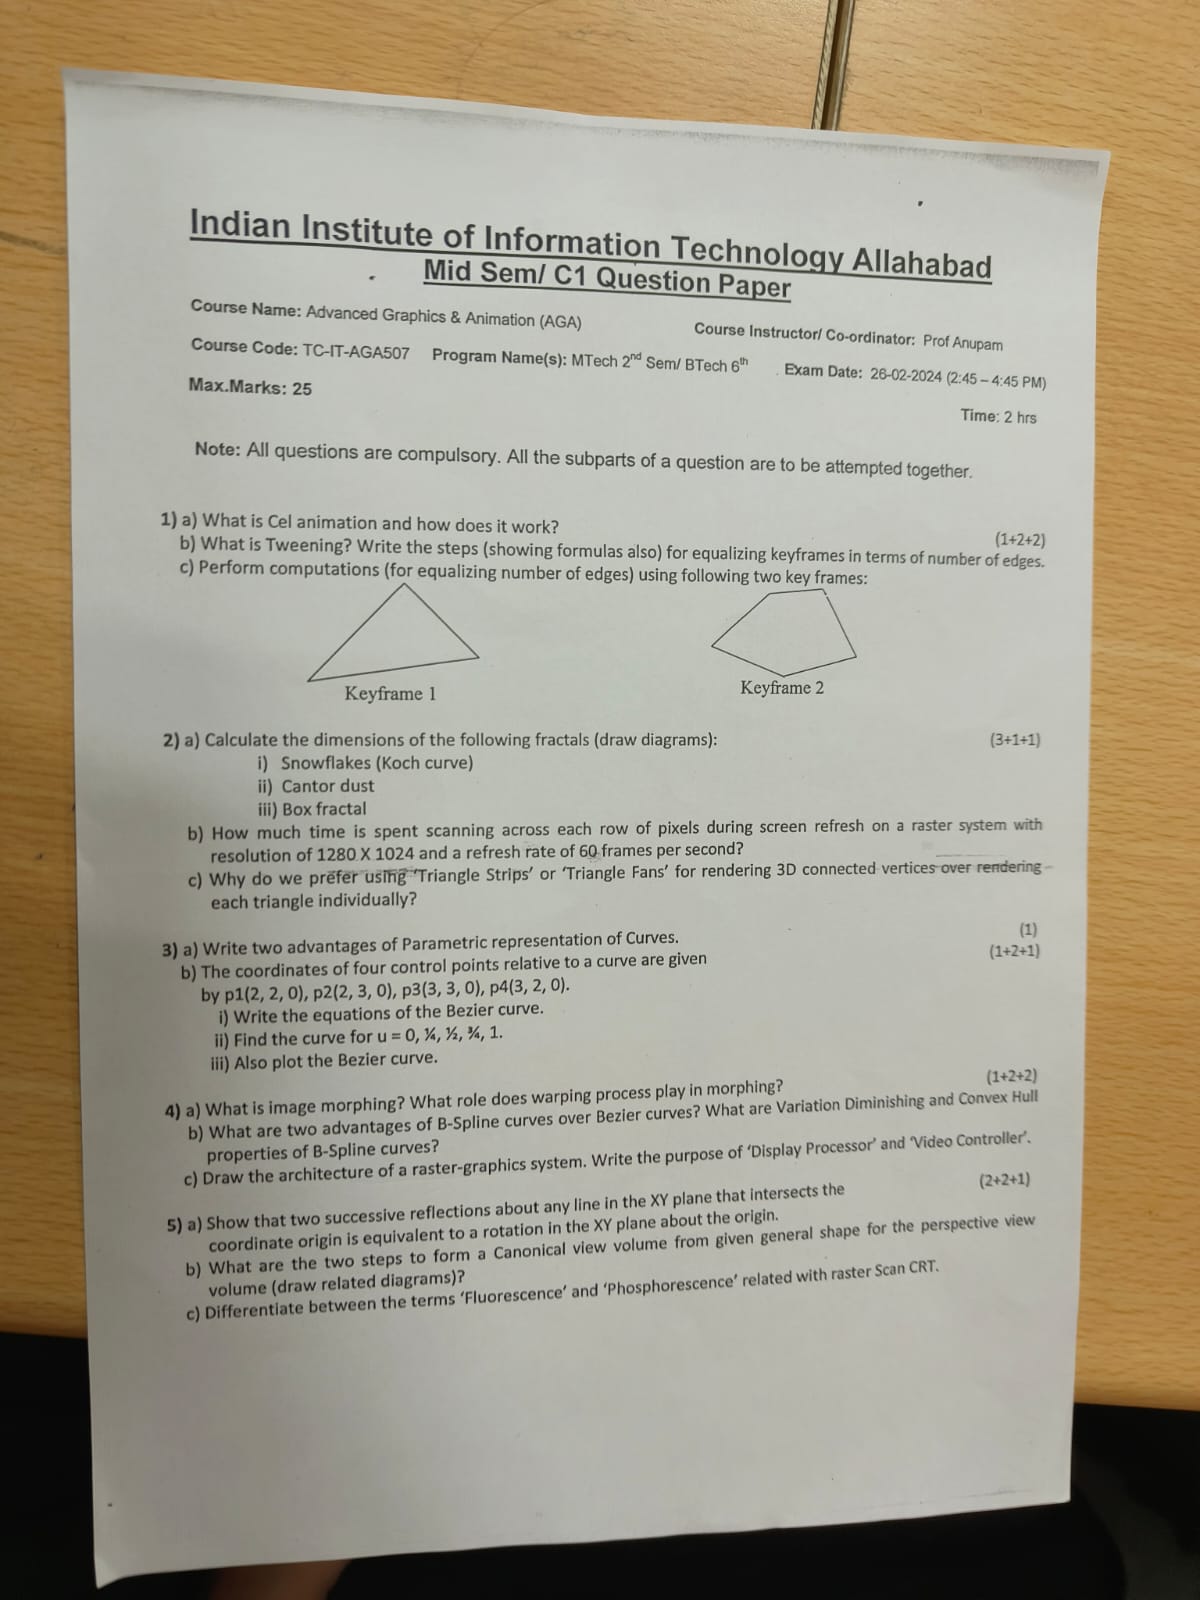 Indian Institute of Information Technology Allahabad
Mid Sem/ C1 Question Paper
Course Name: Advanced Graphics & Animation (AGA) Course Instructor/ Co-ordinator: Prof Anupam
Course Code: TC-IT-AGA507 Program Name(s): MTech 2nd Sem/ BTech 6th Exam Date: 26-02-2024 (2:45 – 4:45 PM)
Max.Marks: 25 Time: 2 hrs
Note: All questions are compulsory. All the subparts of a question are to be attempted together.
1) a) What is Cel animation and how does it work? (1+2+2)
b) What is Tweening? Write the steps (showing formulas also) for equalizing keyframes in terms of number of edges.
c) Perform computations (for equalizing number of edges) using following two key frames:
Keyframe 1 Keyframe 2
2) a) Calculate the dimensions of the following fractals (draw diagrams): (3+1+1)
i) Snowflakes (Koch curve)
ii) Cantor dust
iii) Box fractal
b) How much time is spent scanning across each row of pixels during screen refresh on a raster system with
resolution of 1280 X 1024 and a refresh rate of 60 frames per second?
c) Why do we prefer using 'Triangle Strips' or 'Triangle Fans' for rendering 3D connected vertices over rendering
each triangle individually?
3) a) Write two advantages of Parametric representation of Curves. (1)
b) The coordinates of four control points relative to a curve are given (1+2+1)
by p1(2, 2, 0), p2(2, 3, 0), p3(3, 3, 0), p4(3, 2, 0).
i) Write the equations of the Bezier curve.
ii) Find the curve for u = 0, ¼, ½, ¾, 1.
iii) Also plot the Bezier curve.
4) a) What is image morphing? What role does warping process play in morphing? (1+2+2)
b) What are two advantages of B-Spline curves over Bezier curves? What are Variation Diminishing and Convex Hull
properties of B-Spline curves?
c) Draw the architecture of a raster-graphics system. Write the purpose of 'Display Processor' and 'Video Controller'.
5) a) Show that two successive reflections about any line in the XY plane that intersects the (2+2+1)
coordinate origin is equivalent to a rotation in the XY plane about the origin.
b) What are the two steps to form a Canonical view volume from given general shape for the perspective view
volume (draw related diagrams)?
c) Differentiate between the terms 'Fluorescence' and 'Phosphorescence' related with raster Scan CRT.